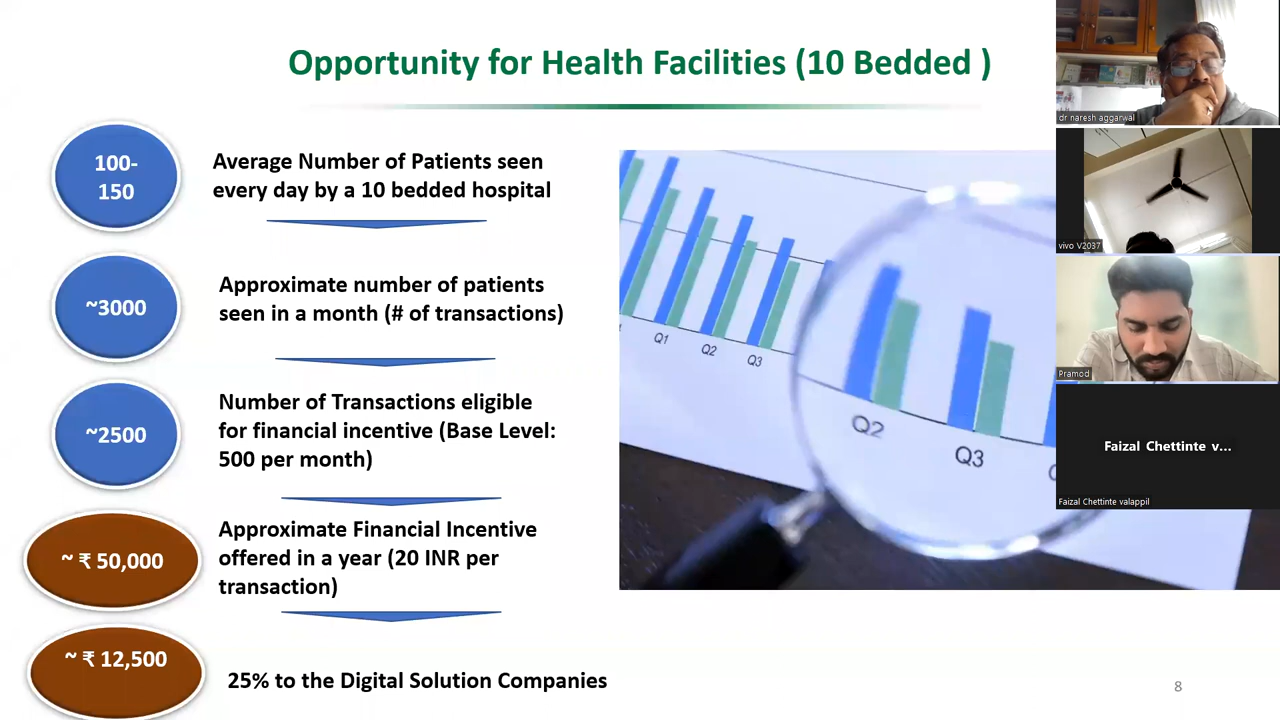 Opportunity for Health Facilities (10 Bedded )
100-
150
Average Number of Patients seen
every day by a 10 bedded hospital
~3000
Approximate number of patients
seen in a month (# of transactions)
~2500
Number of Transactions eligible
for financial incentive (Base Level:
500 per month)
~ ₹ 50,000
Approximate Financial Incentive
offered in a year (20 INR per
transaction)
~ ₹ 12,500
25% to the Digital Solution Companies
Q1
Q2
Q3
Q2
Q3
8
dr naresh aggarwal
vivo V2037
Pramod
Faizal Chettinte v...
Faizal Chettinte valappil